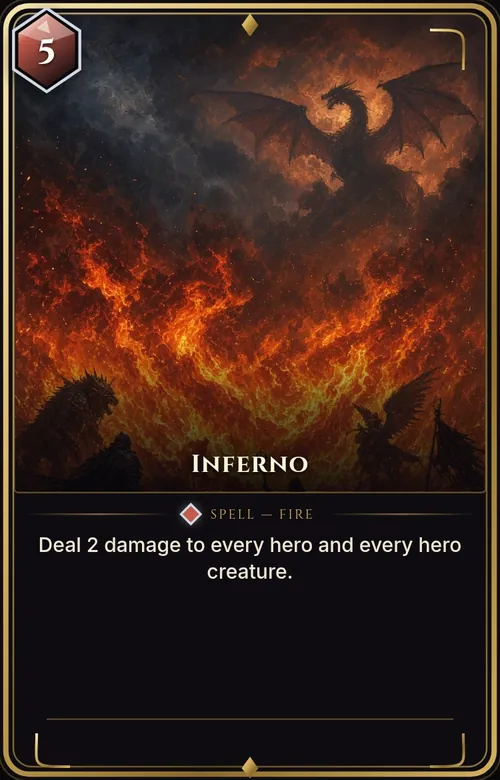 5
INFERNO
SPELL — FIRE
Deal 2 damage to every hero and every hero
creature.